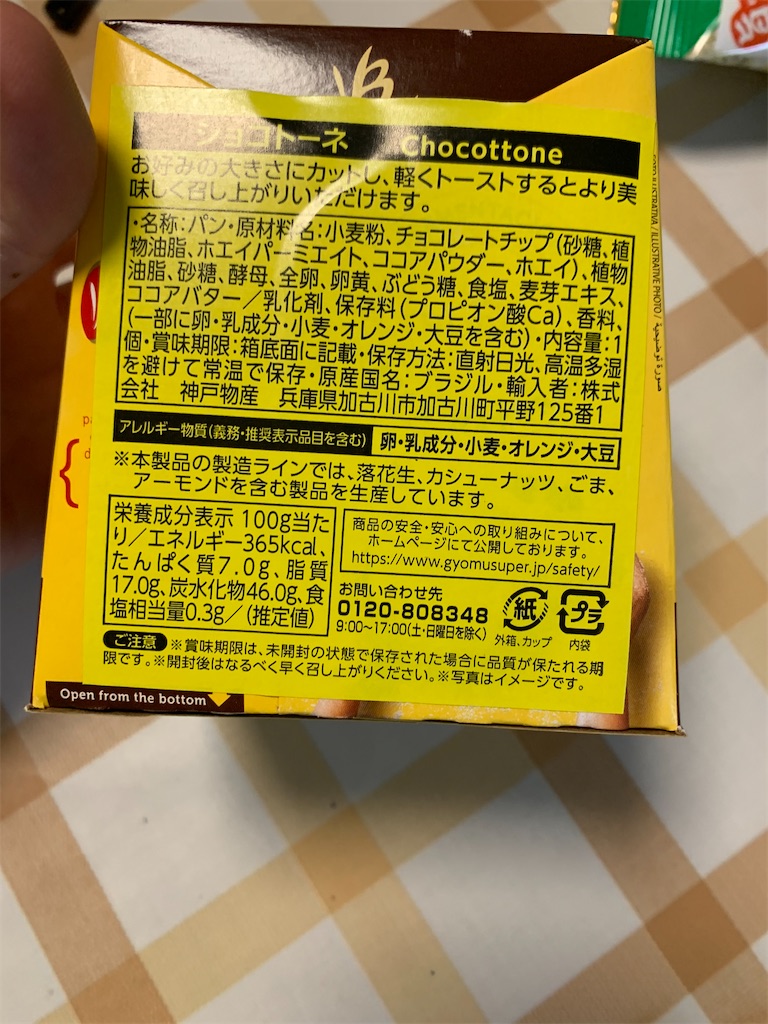 ショコトーネ Chocottone
お好みの大きさにカットし、軽くトーストするとより美
味しく召し上がりいただけます。
・名称：パン・原材料名：小麦粉、チョコレートチップ（砂糖、植
物油脂、ホエイパーミエイト、ココアパウダー、ホエイ）、植物
油脂、砂糖、酵母、全卵、卵黄、ぶどう糖、食塩、麦芽エキス、
ココアバター／乳化剤、保存料（プロピオン酸Ca）、香料、
（一部に卵・乳成分・小麦・オレンジ・大豆を含む）・内容量：1
個・賞味期限：箱底面に記載・保存方法：直射日光、高温多湿
を避けて常温で保存・原産国名：ブラジル・輸入者：株式
会社 神戸物産 兵庫県加古川市加古川町平野125番1
アレルギー物質（義務・推奨表示品目を含む） 卵・乳成分・小麦・オレンジ・大豆
※本製品の製造ラインでは、落花生、カシューナッツ、ごま、
アーモンドを含む製品を生産しています。
栄養成分表示 100g当た
り／エネルギー365kcal、
たんぱく質7.0g、脂質
17.0g、炭水化物46.0g、食
塩相当量0.3g／（推定値）
商品の安全・安心への取り組みについて、
ホームページにて公開しております。
https://www.gyomusuper.jp/safety/
お問い合わせ先
0120-808348
9:00〜17:00（土・日曜日を除く）
紙
外箱、カップ
プラ
内袋
ご注意 ※賞味期限は、未開封の状態で保存された場合に品質が保たれる期
限です。※開封後はなるべく早く召し上がりください。※写真はイメージです。
Open from the bottom
ILLUSTRATIVE PHOTO /